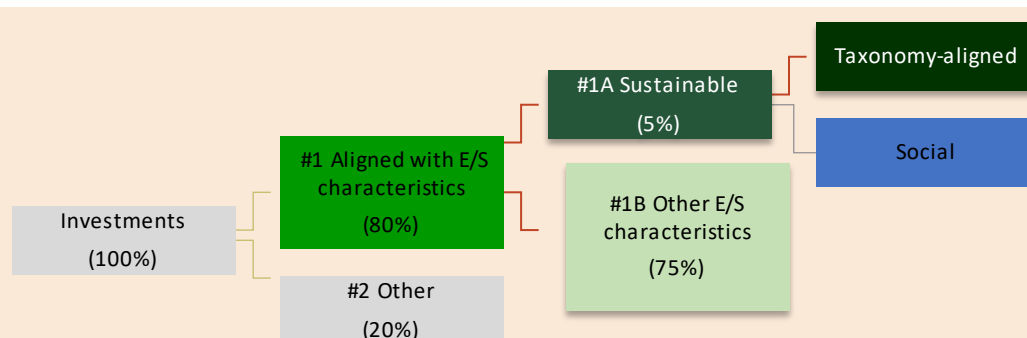 Investments
(100%)
#1 Aligned with E/S
characteristics
(80%)
#2 Other
(20%)
#1A Sustainable
(5%)
#1B Other E/S
characteristics
(75%)
Taxonomy-aligned
Social